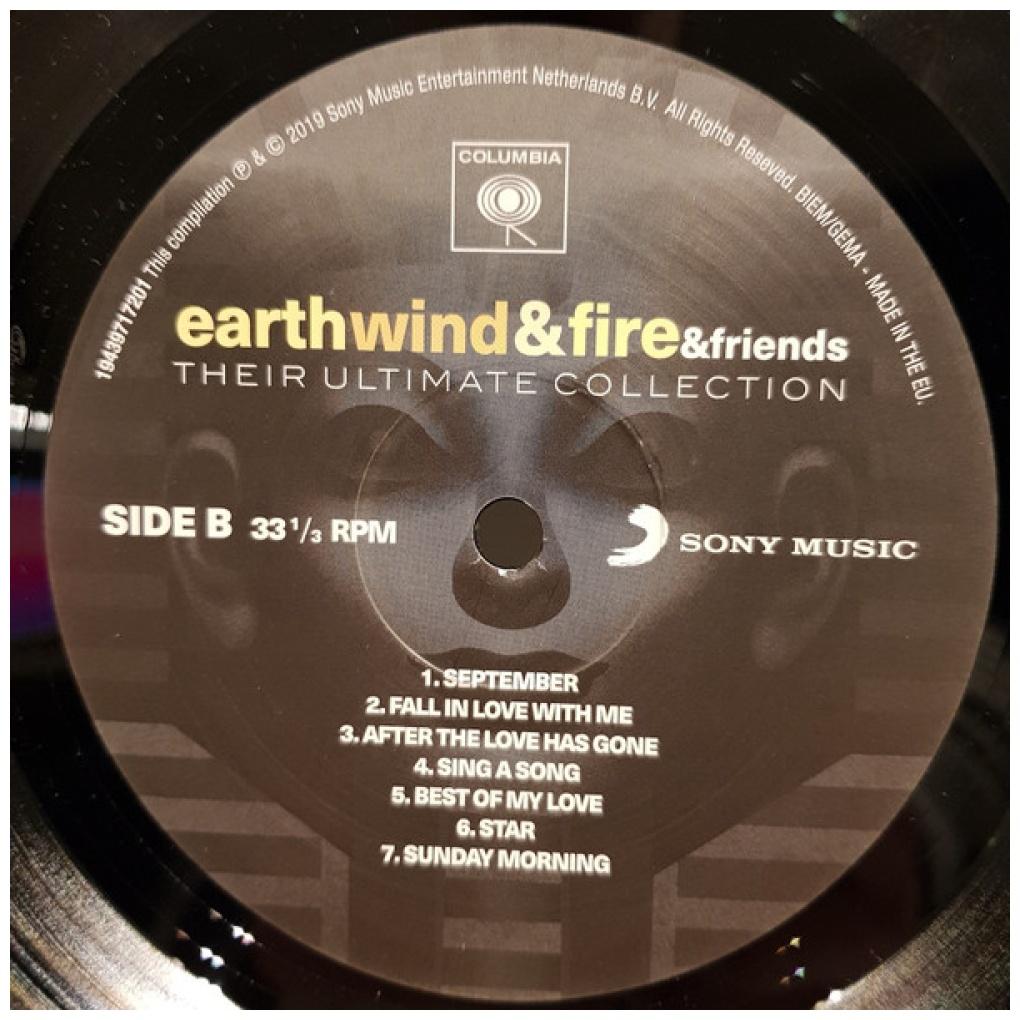 19439717201 This compilation ℗ & © 2019 Sony Music Entertainment Netherlands B.V. All Rights Reseved. BIEM/GEMA - MADE IN THE EU.
COLUMBIA
earthwind&fire&friends
THEIR ULTIMATE COLLECTION
SIDE B 33 1/3 RPM
SONY MUSIC
1. SEPTEMBER
2. FALL IN LOVE WITH ME
3. AFTER THE LOVE HAS GONE
4. SING A SONG
5. BEST OF MY LOVE
6. STAR
7. SUNDAY MORNING